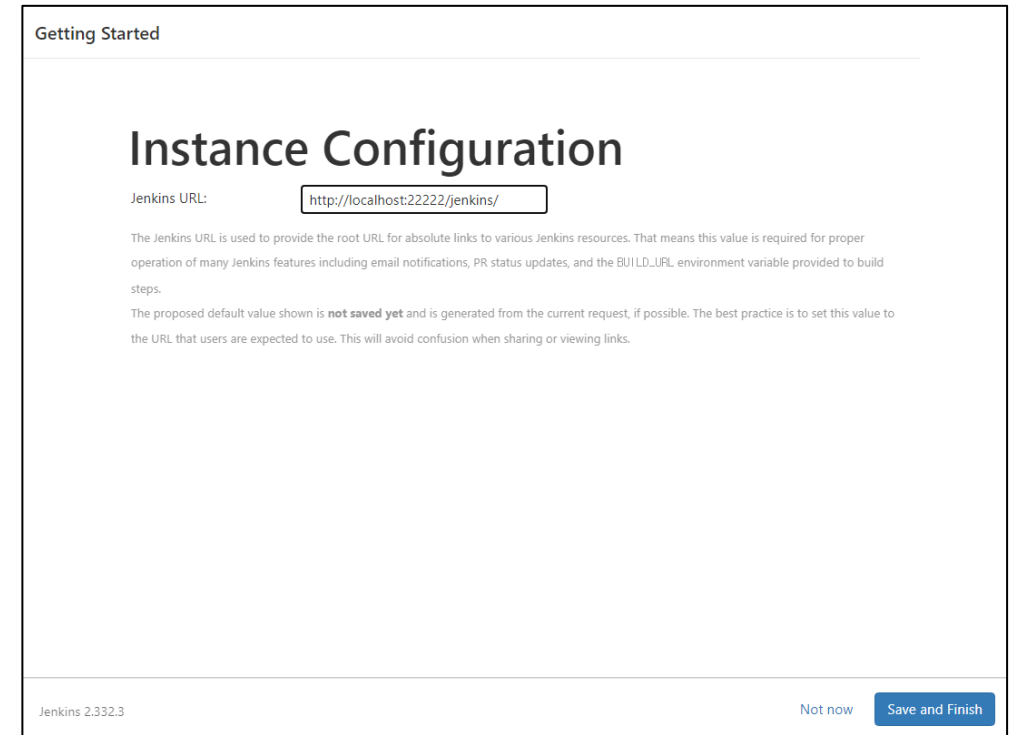 Getting Started
Instance Configuration
Jenkins URL: http://localhost:22222/jenkins/
The Jenkins URL is used to provide the root URL for absolute links to various Jenkins resources. That means this value is required for proper
operation of many Jenkins features including email notifications, PR status updates, and the BUILD_URL environment variable provided to build
steps.
The proposed default value shown is not saved yet and is generated from the current request, if possible. The best practice is to set this value to
the URL that users are expected to use. This will avoid confusion when sharing or viewing links.
Jenkins 2.332.3 Not now Save and Finish